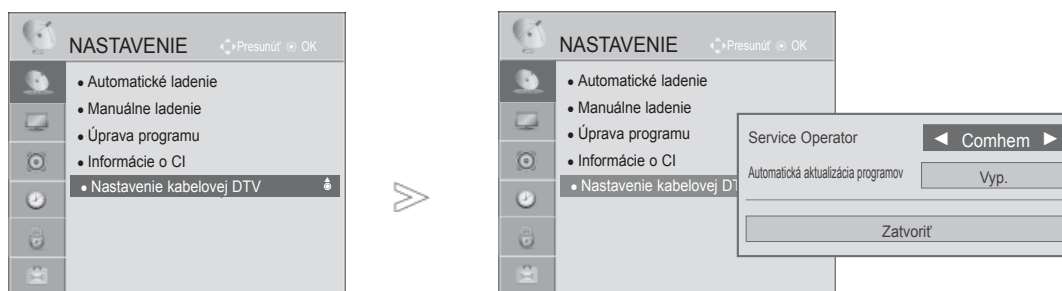 NASTAVENIE Presunúť OK
• Automatické ladenie
• Manuálne ladenie
• Úprava programu
• Informácie o CI
• Nastavenie kabelovej DTV
NASTAVENIE Presunúť OK
• Automatické ladenie
• Manuálne ladenie
• Úprava programu
• Informácie o CI
• Nastavenie kabelovej DT
Service Operator ◄ Comhem ►
Automatická aktualizácia programov Vyp.
Zatvoriť